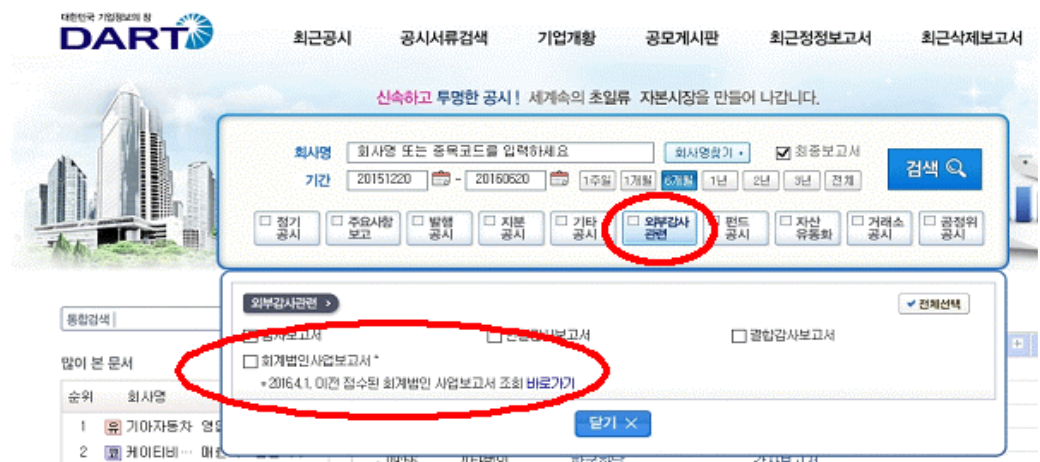 대한민국 기업정보의 창
DART
최근공시 공시서류검색 기업개황 공모게시판 최근정정보고서 최근삭제보고서
신속하고 투명한 공시! 세계속의 초일류 자본시장을 만들어 나갑니다.
회사명 회사명 또는 종목코드를 입력하세요 회사명찾기 최종보고서
검색
기간 20151220 - 20160620 1주일 1개월 6개월 1년 2년 3년 전체
정기공시 주요사항보고 발행공시 지분공시 기타공시 외부감사관련 펀드공시 자산유동화 거래소공시 공정위공시
외부감사관련 전체선택
감사보고서 연결감사보고서 결합감사보고서
회계법인사업보고서 *
* 2016.4.1. 이전 접수된 회계법인 사업보고서 조회 바로가기
닫기 X
통합검색
많이 본 문서
순위 회사명
1 유 기아자동차
2 코 케이티비…
감사보고서